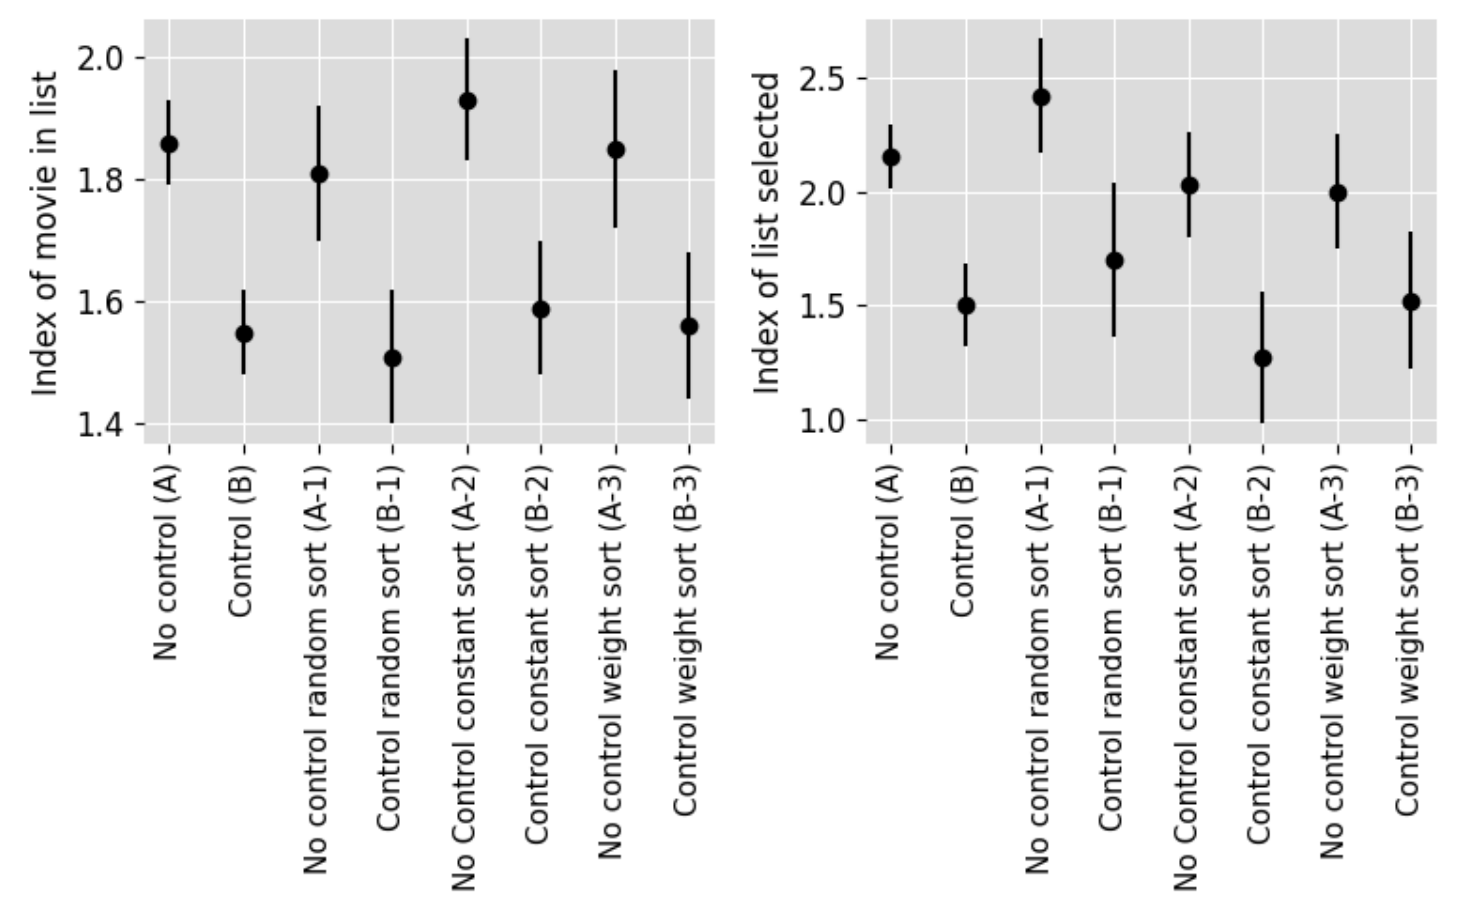 Index of movie in list
2.0
1.8
1.6
1.4
No control (A)
Control (B)
No control random sort (A-1)
Control random sort (B-1)
No Control constant sort (A-2)
Control constant sort (B-2)
No control weight sort (A-3)
Control weight sort (B-3)
Index of list selected
2.5
2.0
1.5
1.0
No control (A)
Control (B)
No control random sort (A-1)
Control random sort (B-1)
No Control constant sort (A-2)
Control constant sort (B-2)
No control weight sort (A-3)
Control weight sort (B-3)